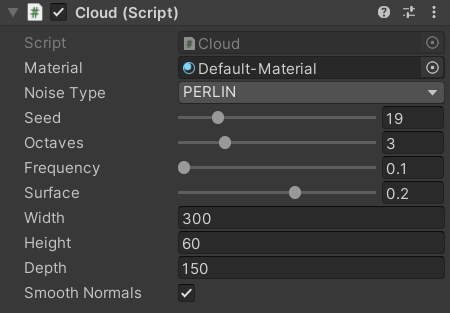 Cloud (Script)
Script Cloud
Material Default-Material
Noise Type PERLIN
Seed 19
Octaves 3
Frequency 0.1
Surface 0.2
Width 300
Height 60
Depth 150
Smooth Normals